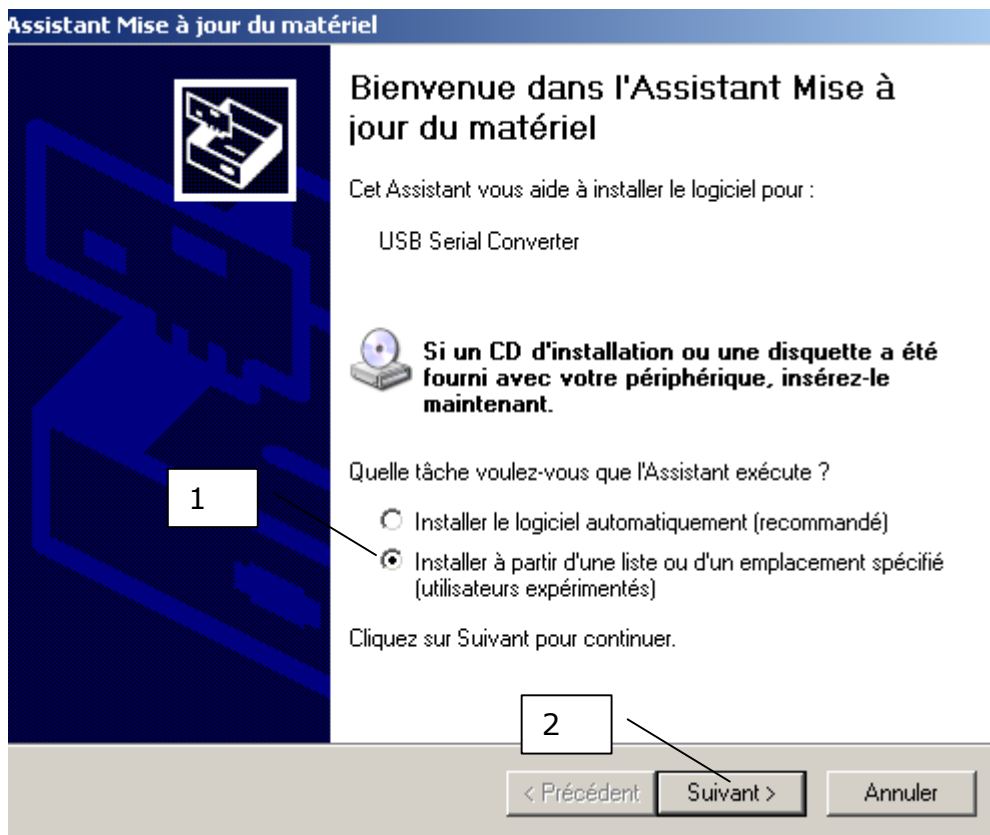 Assistant Mise à jour du matériel
Bienvenue dans l'Assistant Mise à
jour du matériel
Cet Assistant vous aide à installer le logiciel pour :
USB Serial Converter
Si un CD d'installation ou une disquette a été
fourni avec votre périphérique, insérez-le
maintenant.
Quelle tâche voulez-vous que l'Assistant exécute ?
1
Installer le logiciel automatiquement (recommandé)
Installer à partir d'une liste ou d'un emplacement spécifié
(utilisateurs expérimentés)
Cliquez sur Suivant pour continuer.
2
< Précédent Suivant > Annuler